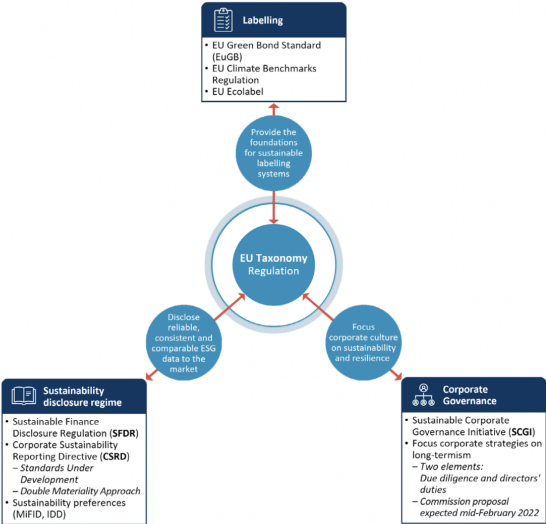 Labelling
• EU Green Bond Standard
(EuGB)
• EU Climate Benchmarks
Regulation
• EU Ecolabel
Provide the
foundations
for sustainable
labelling
systems
EU Taxonomy
Regulation
Disclose
reliable,
consistent and
comparable ESG
data to the
market
Focus
corporate culture
on sustainability
and resilience
Sustainability
disclosure regime
• Sustainable Finance
Disclosure Regulation (SFDR)
• Corporate Sustainability
Reporting Directive (CSRD)
– Standards Under
Development
– Double Materiality Approach
• Sustainability preferences
(MiFID, IDD)
Corporate
Governance
• Sustainable Corporate
Governance Initiative (SCGI)
• Focus corporate strategies on
long-termism
– Two elements:
Due diligence and directors'
duties
– Commission proposal
expected mid-February 2022